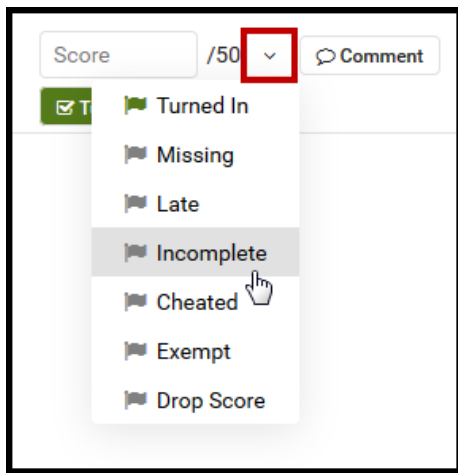 Score /50 Comment
Turned In
Missing
Late
Incomplete
Cheated
Exempt
Drop Score